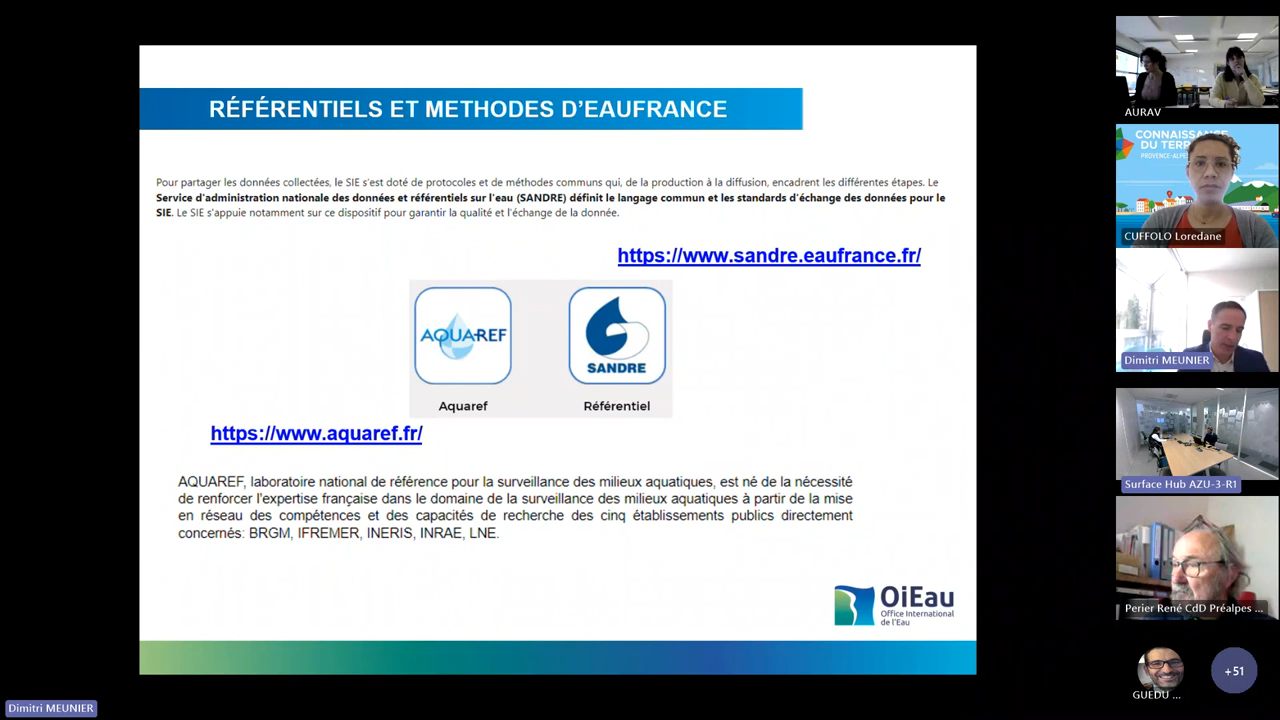 RÉFÉRENTIELS ET METHODES D'EAUFRANCE
Pour partager les données collectées, le SIE s'est doté de protocoles et de méthodes communs qui, de la production à la diffusion, encadrent les différentes étapes. Le
Service d'administration nationale des données et référentiels sur l'eau (SANDRE) définit le langage commun et les standards d'échange des données pour le
SIE. Le SIE s'appuie notamment sur ce dispositif pour garantir la qualité et l'échange de la donnée.
https://www.sandre.eaufrance.fr/
AQUAREF
SANDRE
Aquaref
Référentiel
https://www.aquaref.fr/
AQUAREF, laboratoire national de référence pour la surveillance des milieux aquatiques, est né de la nécessité
de renforcer l'expertise française dans le domaine de la surveillance des milieux aquatiques à partir de la mise
en réseau des compétences et des capacités de recherche des cinq établissements publics directement
concernés: BRGM, IFREMER, INERIS, INRAE, LNE.
OiEau
Office International
de l'Eau
Dimitri MEUNIER
AURAV
CONNAISSANCE
DU TERR
PROVENCE-ALPE
CUFFOLO Loredane
Dimitri MEUNIER
Surface Hub AZU-3-R1
Perier René CdD Préalpes ...
GUEDU ...
+51